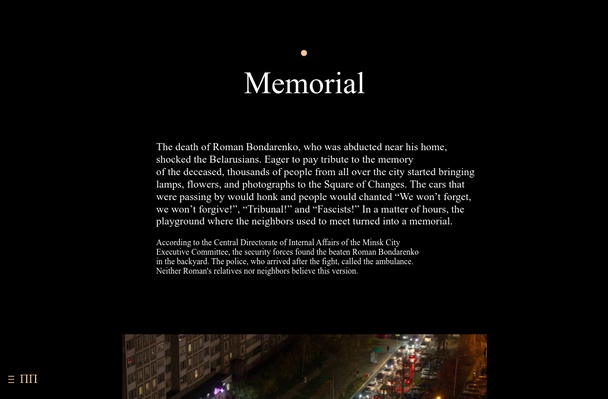 Memorial
The death of Roman Bondarenko, who was abducted near his home,
shocked the Belarusians. Eager to pay tribute to the memory
of the deceased, thousands of people from all over the city started bringing
lamps, flowers, and photographs to the Square of Changes. The cars that
were passing by would honk and people would chanted “We won’t forget,
we won’t forgive!”, “Tribunal!” and “Fascists!” In a matter of hours, the
playground where the neighbors used to meet turned into a memorial.
According to the Central Directorate of Internal Affairs of the Minsk City
Executive Committee, the security forces found the beaten Roman Bondarenko
in the backyard. The police, who arrived after the fight, called the ambulance.
Neither Roman's relatives nor neighbors believe this version.
ПП